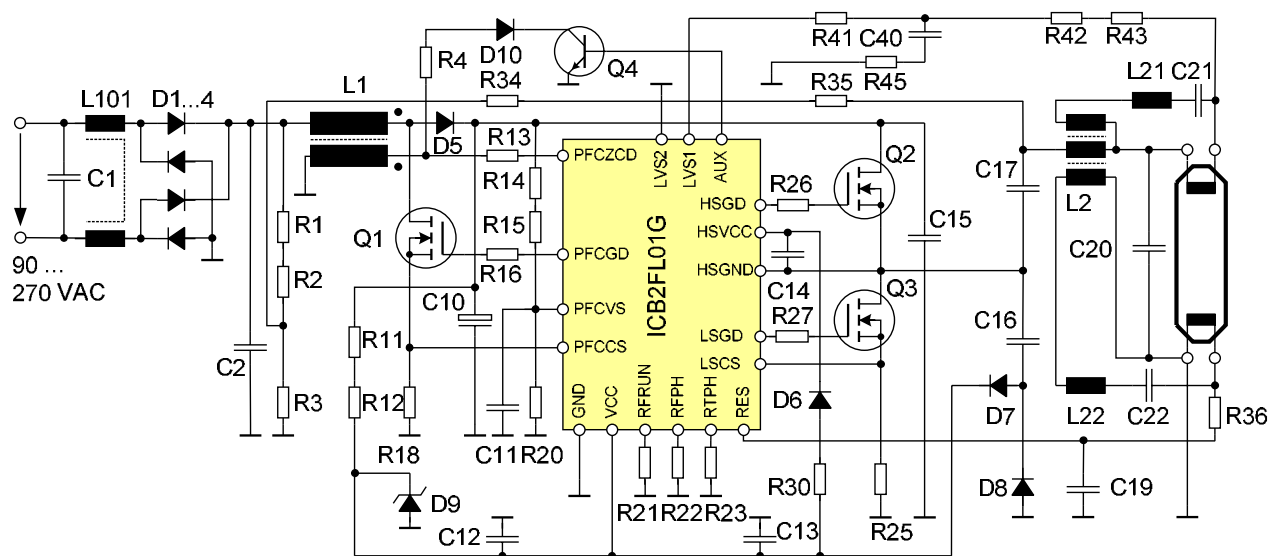 R41
C40
R42
R43
D10
R4
Q4
R45
L21
C21
L101
D1...4
L1
R34
R35
D5
R13
PFCZCD
LVS2
LVS1
AUX
Q2
C1
R14
R26
HSGD
C17
L2
R1
Q1
R15
HSVCC
C15
C20
90 ...
270 VAC
R2
R16
PFCGD
ICB2FL01G
HSGND
C14
Q3
C10
PFCVS
R27
LSGD
C16
R11
PFCCS
LSCS
C2
R3
R12
GND
VCC
RFRUN
RFPH
RTPH
RES
D6
D7
L22
C22
R36
R18
C11
R20
R30
D8
C19
D9
R21
R22
R23
R25
C12
C13